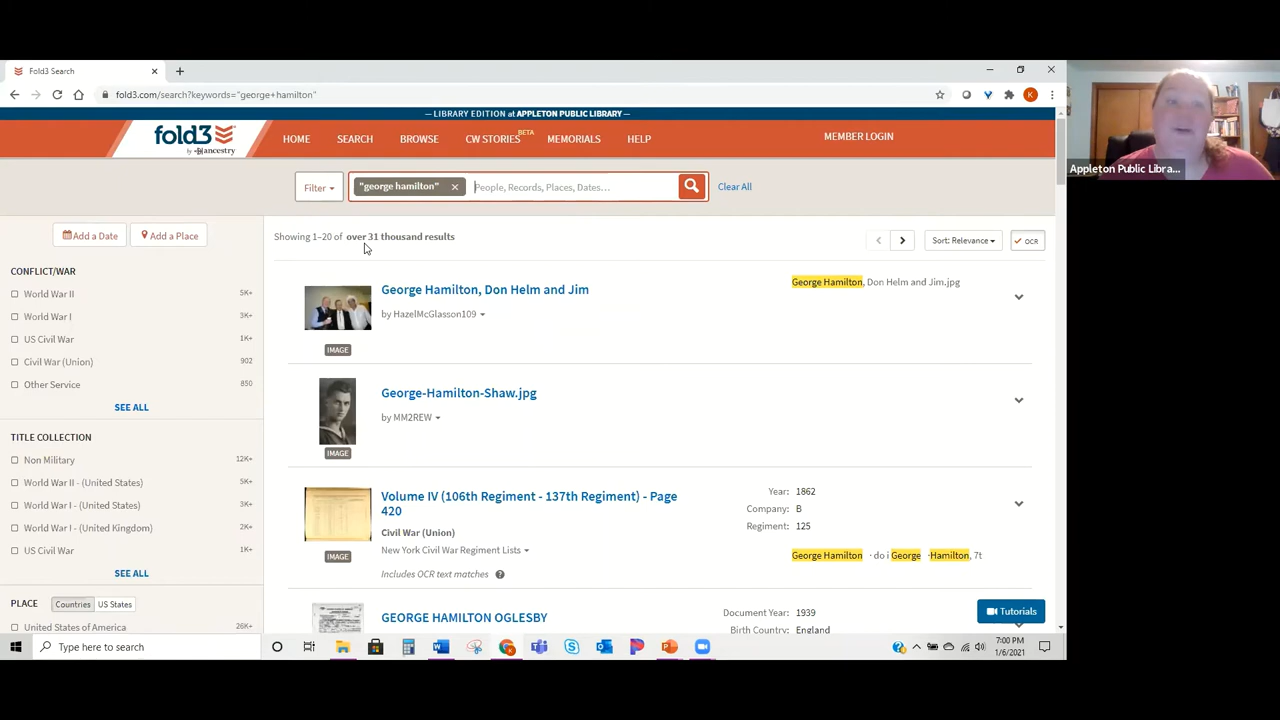 Fold3 Search
fold3.com/search?keywords="george+hamilton"
K
— LIBRARY EDITION at APPLETON PUBLIC LIBRARY —
fold3
by ancestry
HOME
SEARCH
BROWSE
CW STORIES BETA
MEMORIALS
HELP
MEMBER LOGIN
Filter
"george hamilton"
People, Records, Places, Dates...
Clear All
Appleton Public Libra...
Add a Date
Add a Place
Showing 1–20 of over 31 thousand results
Sort: Relevance
OCR
CONFLICT/WAR
World War II 5K+
World War I 3K+
US Civil War 1K+
Civil War (Union) 902
Other Service 850
SEE ALL
TITLE COLLECTION
Non Military 12K+
World War II - (United States) 5K+
World War I - (United States) 3K+
World War I - (United Kingdom) 2K+
US Civil War 1K+
SEE ALL
PLACE Countries US States
United States of America 26K+
George Hamilton, Don Helm and Jim
by HazelMcGlasson109
George Hamilton, Don Helm and Jim.jpg
IMAGE
George-Hamilton-Shaw.jpg
by MM2REW
IMAGE
Volume IV (106th Regiment - 137th Regiment) - Page
420
Civil War (Union)
New York Civil War Regiment Lists
Includes OCR text matches
IMAGE
Year: 1862
Company: B
Regiment: 125
George Hamilton · do i George · Hamilton, 7t
GEORGE HAMILTON OGLESBY
Document Year: 1939
Birth Country: England
Tutorials
Type here to search
7:00 PM
1/6/2021